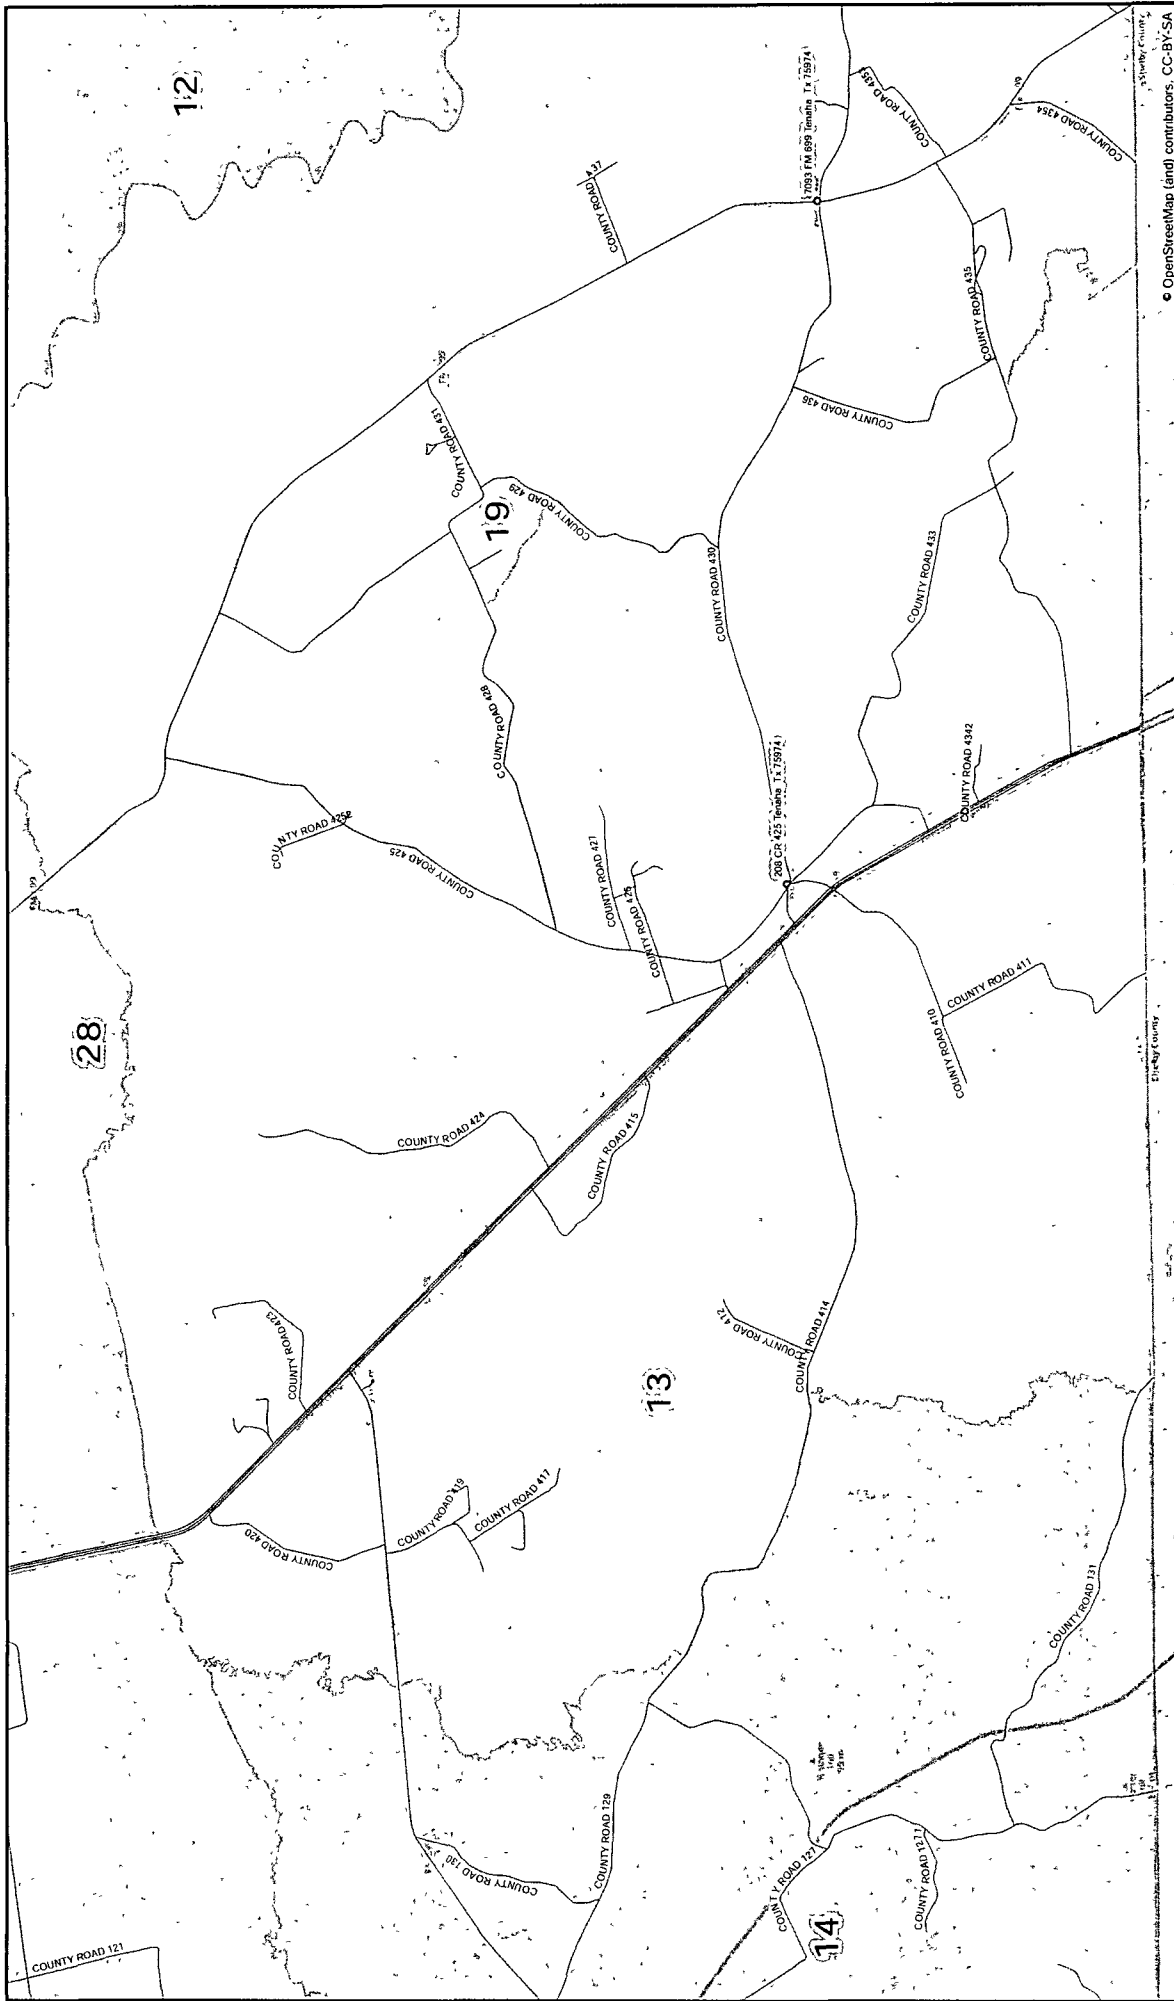 12
28
19
13
14
7093 FM 699 Tenaha Tx 75974
208 CR 425 Tenaha Tx 75974
COUNTY ROAD 437
COUNTY ROAD 4353
COUNTY ROAD 4354
COUNTY ROAD 435
COUNTY ROAD 436
COUNTY ROAD 431
COUNTY ROAD 429
COUNTY ROAD 430
COUNTY ROAD 433
COUNTY ROAD 428
COUNTY ROAD 4342
COUNTY ROAD 4252
COUNTY ROAD 425
COUNTY ROAD 427
COUNTY ROAD 426
COUNTY ROAD 411
COUNTY ROAD 410
COUNTY ROAD 424
COUNTY ROAD 415
COUNTY ROAD 423
COUNTY ROAD 412
COUNTY ROAD 414
COUNTY ROAD 419
COUNTY ROAD 417
COUNTY ROAD 420
COUNTY ROAD 131
COUNTY ROAD 129
COUNTY ROAD 130
COUNTY ROAD 127
COUNTY ROAD 1271
COUNTY ROAD 121
Shelby County
Shelby County
© OpenStreetMap (and) contributors, CC-BY-SA